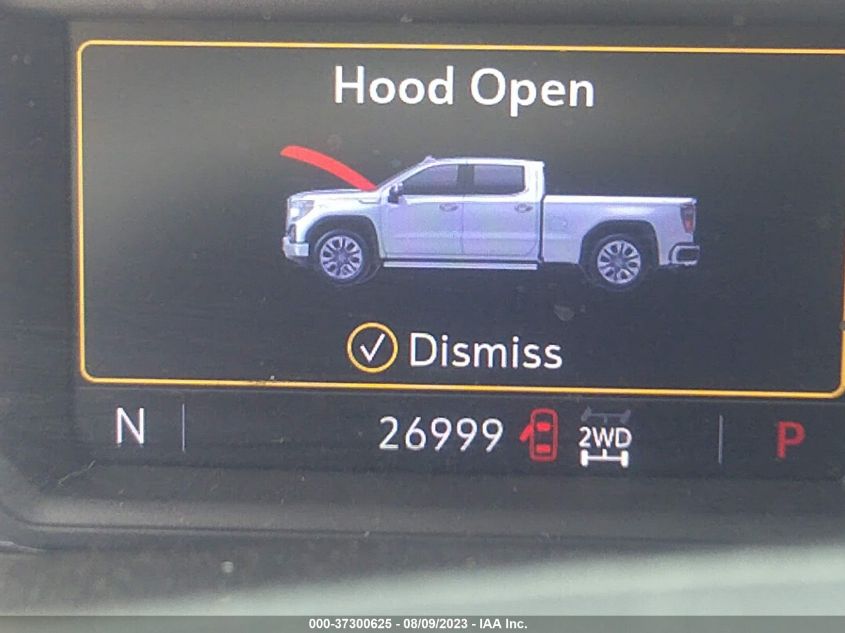 Hood Open
Dismiss
N 26999 2WD P
000-37300625 - 08/09/2023 - IAA Inc.